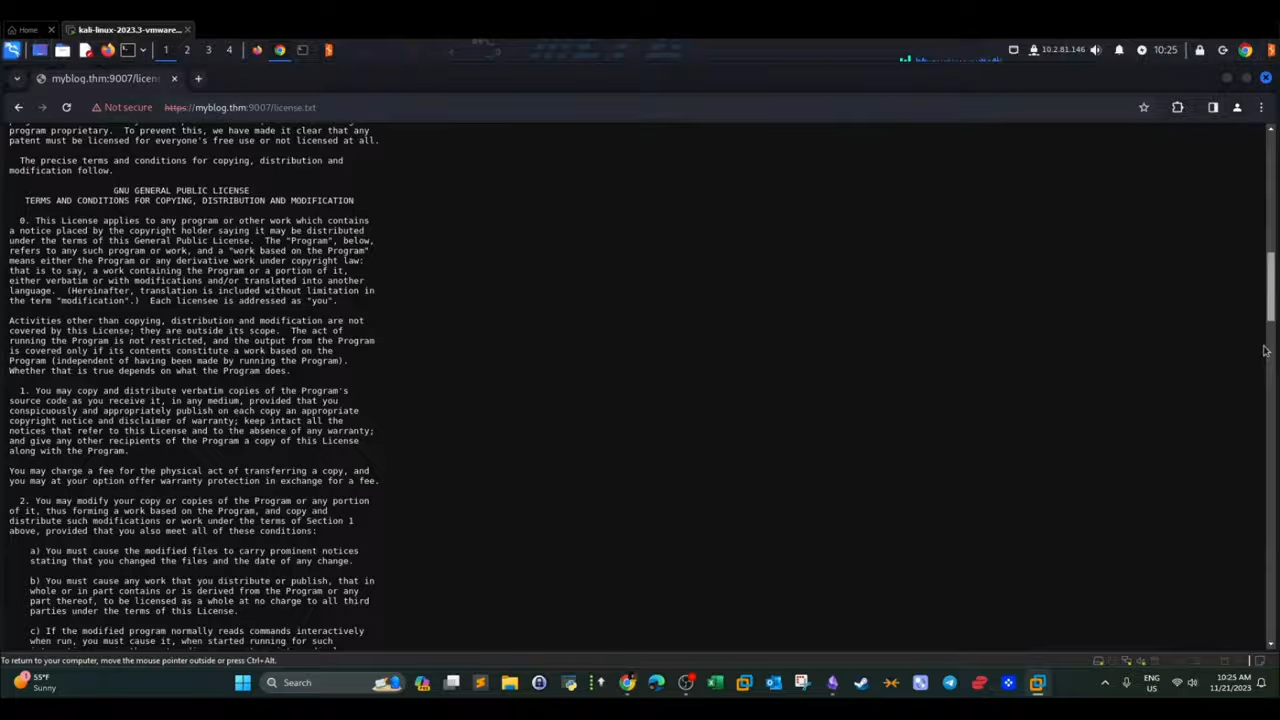 Home
kali-linux-2023.3-vmware...
1 2 3 4
10.2.81.146
10:25
myblog.thm:9007/licens
Not secure https://myblog.thm:9007/license.txt
program proprietary.  To prevent this, we have made it clear that any
patent must be licensed for everyone's free use or not licensed at all.
The precise terms and conditions for copying, distribution and
modification follow.
GNU GENERAL PUBLIC LICENSE
TERMS AND CONDITIONS FOR COPYING, DISTRIBUTION AND MODIFICATION
0. This License applies to any program or other work which contains
a notice placed by the copyright holder saying it may be distributed
under the terms of this General Public License.  The "Program", below,
refers to any such program or work, and a "work based on the Program"
means either the Program or any derivative work under copyright law:
that is to say, a work containing the Program or a portion of it,
either verbatim or with modifications and/or translated into another
language.  (Hereinafter, translation is included without limitation in
the term "modification".)  Each licensee is addressed as "you".
Activities other than copying, distribution and modification are not
covered by this License; they are outside its scope.  The act of
running the Program is not restricted, and the output from the Program
is covered only if its contents constitute a work based on the
Program (independent of having been made by running the Program).
Whether that is true depends on what the Program does.
1. You may copy and distribute verbatim copies of the Program's
source code as you receive it, in any medium, provided that you
conspicuously and appropriately publish on each copy an appropriate
copyright notice and disclaimer of warranty; keep intact all the
notices that refer to this License and to the absence of any warranty;
and give any other recipients of the Program a copy of this License
along with the Program.
You may charge a fee for the physical act of transferring a copy, and
you may at your option offer warranty protection in exchange for a fee.
2. You may modify your copy or copies of the Program or any portion
of it, thus forming a work based on the Program, and copy and
distribute such modifications or work under the terms of Section 1
above, provided that you also meet all of these conditions:
a) You must cause the modified files to carry prominent notices
stating that you changed the files and the date of any change.
b) You must cause any work that you distribute or publish, that in
whole or in part contains or is derived from the Program or any
part thereof, to be licensed as a whole at no charge to all third
parties under the terms of this License.
c) If the modified program normally reads commands interactively
when run, you must cause it, when started running for such
To return to your computer, move the mouse pointer outside or press Ctrl+Alt.
55°F
Sunny
Search
ENG
US
10:25 AM
11/21/2023